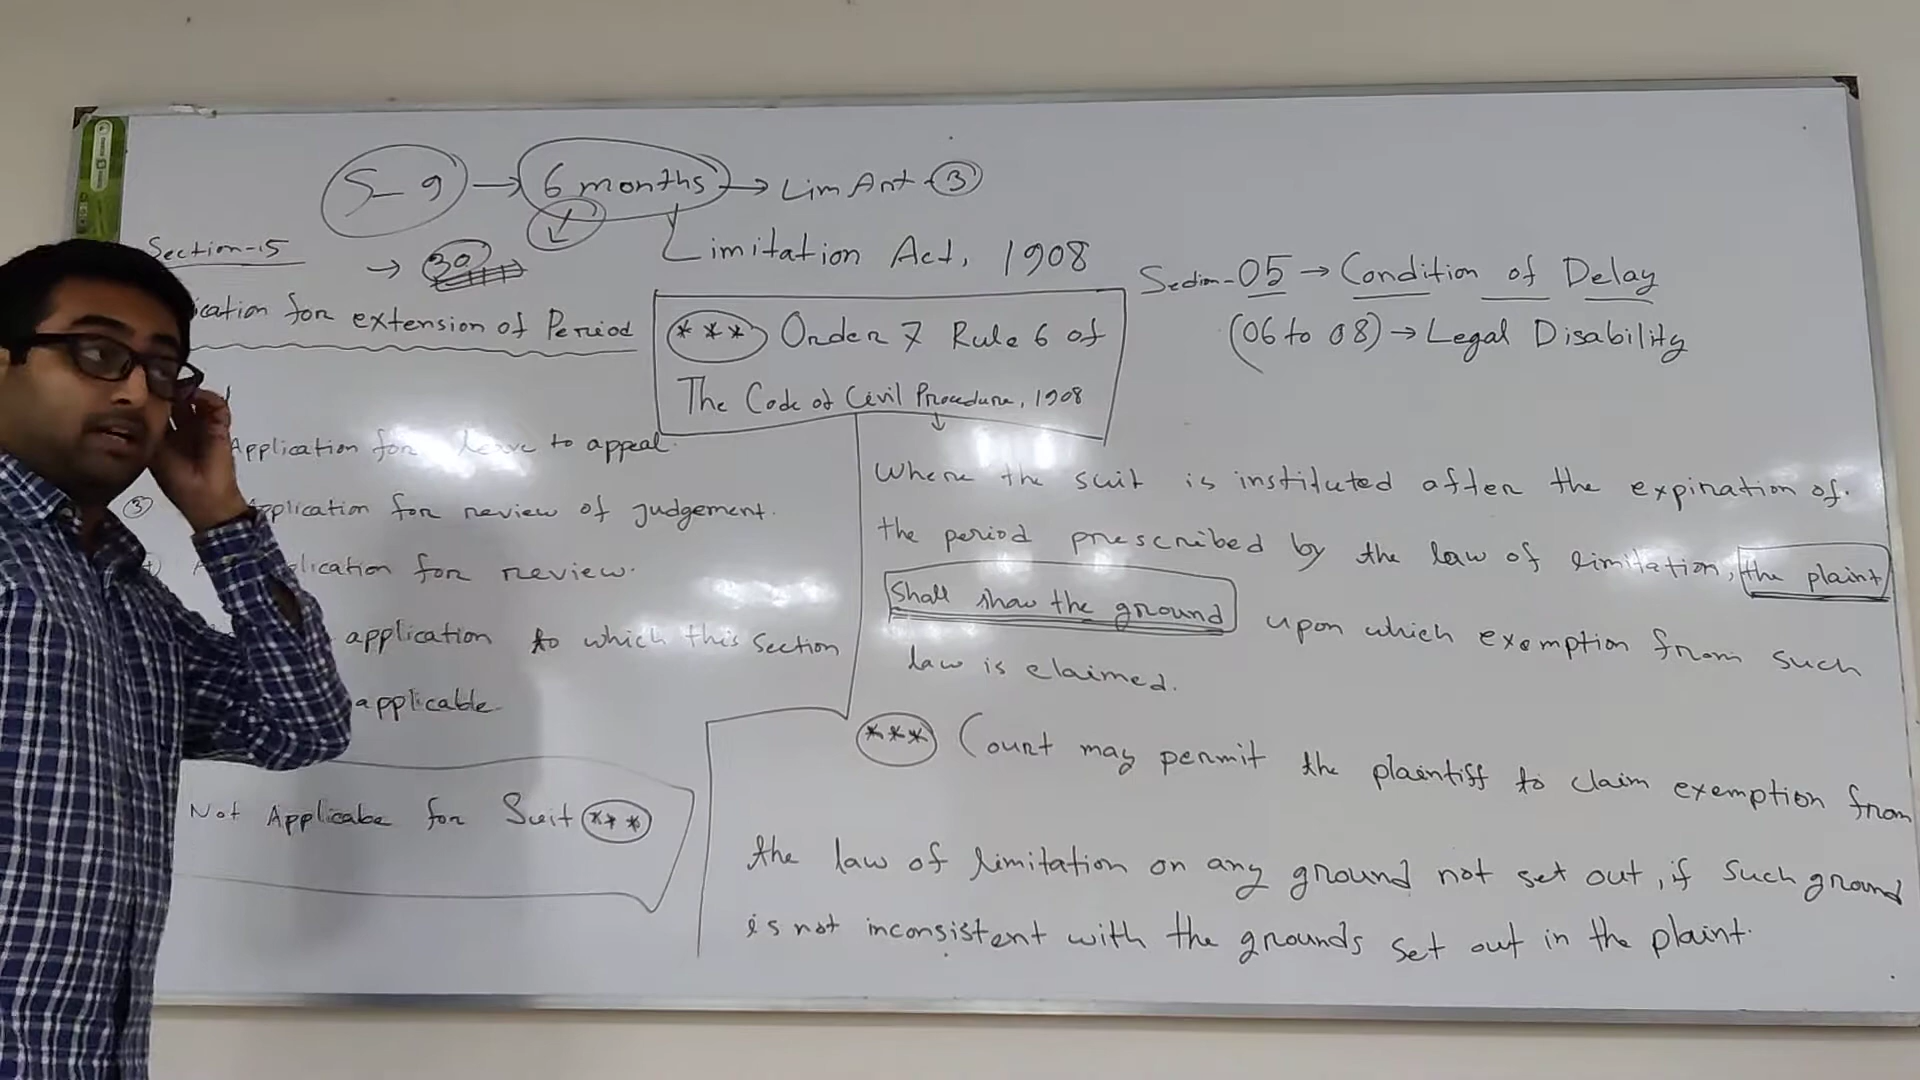 S-9 → 6 months → Lim Art - 3
Section-15
→ 30
Limitation Act, 1908
ication for extension of Period
*** Order 7 Rule 6 of
The Code of Civil Procedure, 1908
Section-05 → Condition of Delay
(06 to 08) → Legal Disability
Application for leave to appeal.
3 pplication for review of judgement.
lication for review.
application to which this section
applicable.
Not Applicabe for Suit ***
Where the suit is instituted after the expiration of
the period prescribed by the law of limitation, the plaint
shall show the ground upon which exemption from such
law is claimed.
*** Court may permit the plaintiff to claim exemption from
the law of limitation on any ground not set out, if such ground
is not inconsistent with the grounds set out in the plaint.